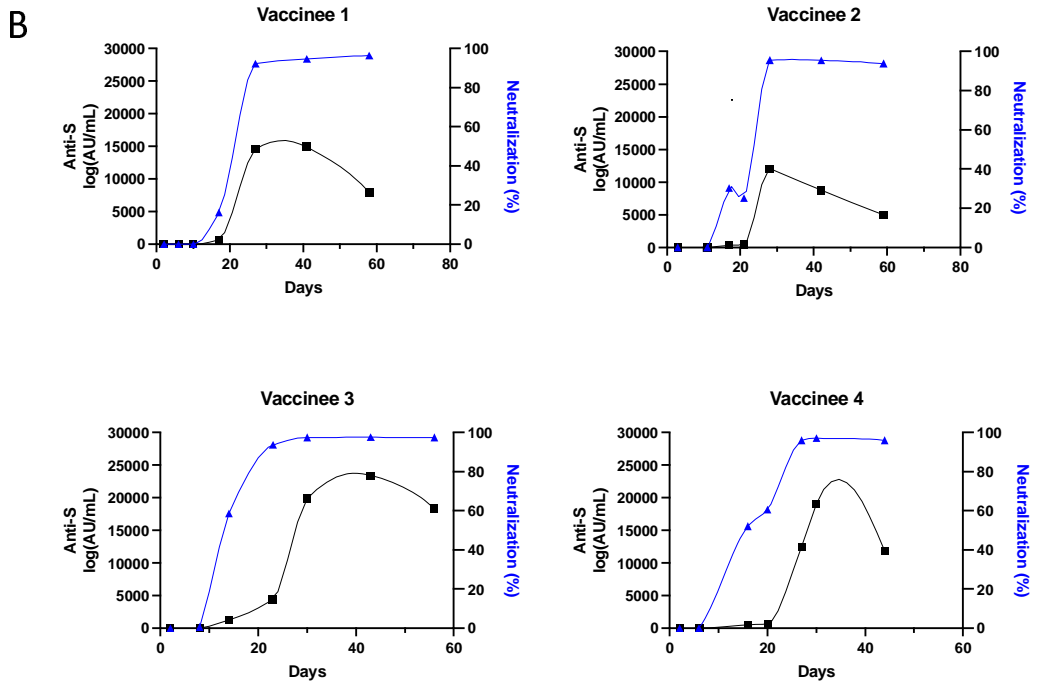 B
Vaccinee 1
30000
25000
20000
15000
10000
5000
0
Anti-S
log(AU/mL)
100
80
60
40
20
0
Neutralization (%)
0 20 40 60 80
Days
Vaccinee 2
30000
25000
20000
15000
10000
5000
0
Anti-S
log(AU/mL)
100
80
60
40
20
0
Neutralization (%)
0 20 40 60 80
Days
Vaccinee 3
30000
25000
20000
15000
10000
5000
0
Anti-S
log(AU/mL)
100
80
60
40
20
0
Neutralization (%)
0 20 40 60
Days
Vaccinee 4
30000
25000
20000
15000
10000
5000
0
Anti-S
log(AU/mL)
100
80
60
40
20
0
Neutralization (%)
0 20 40 60
Days